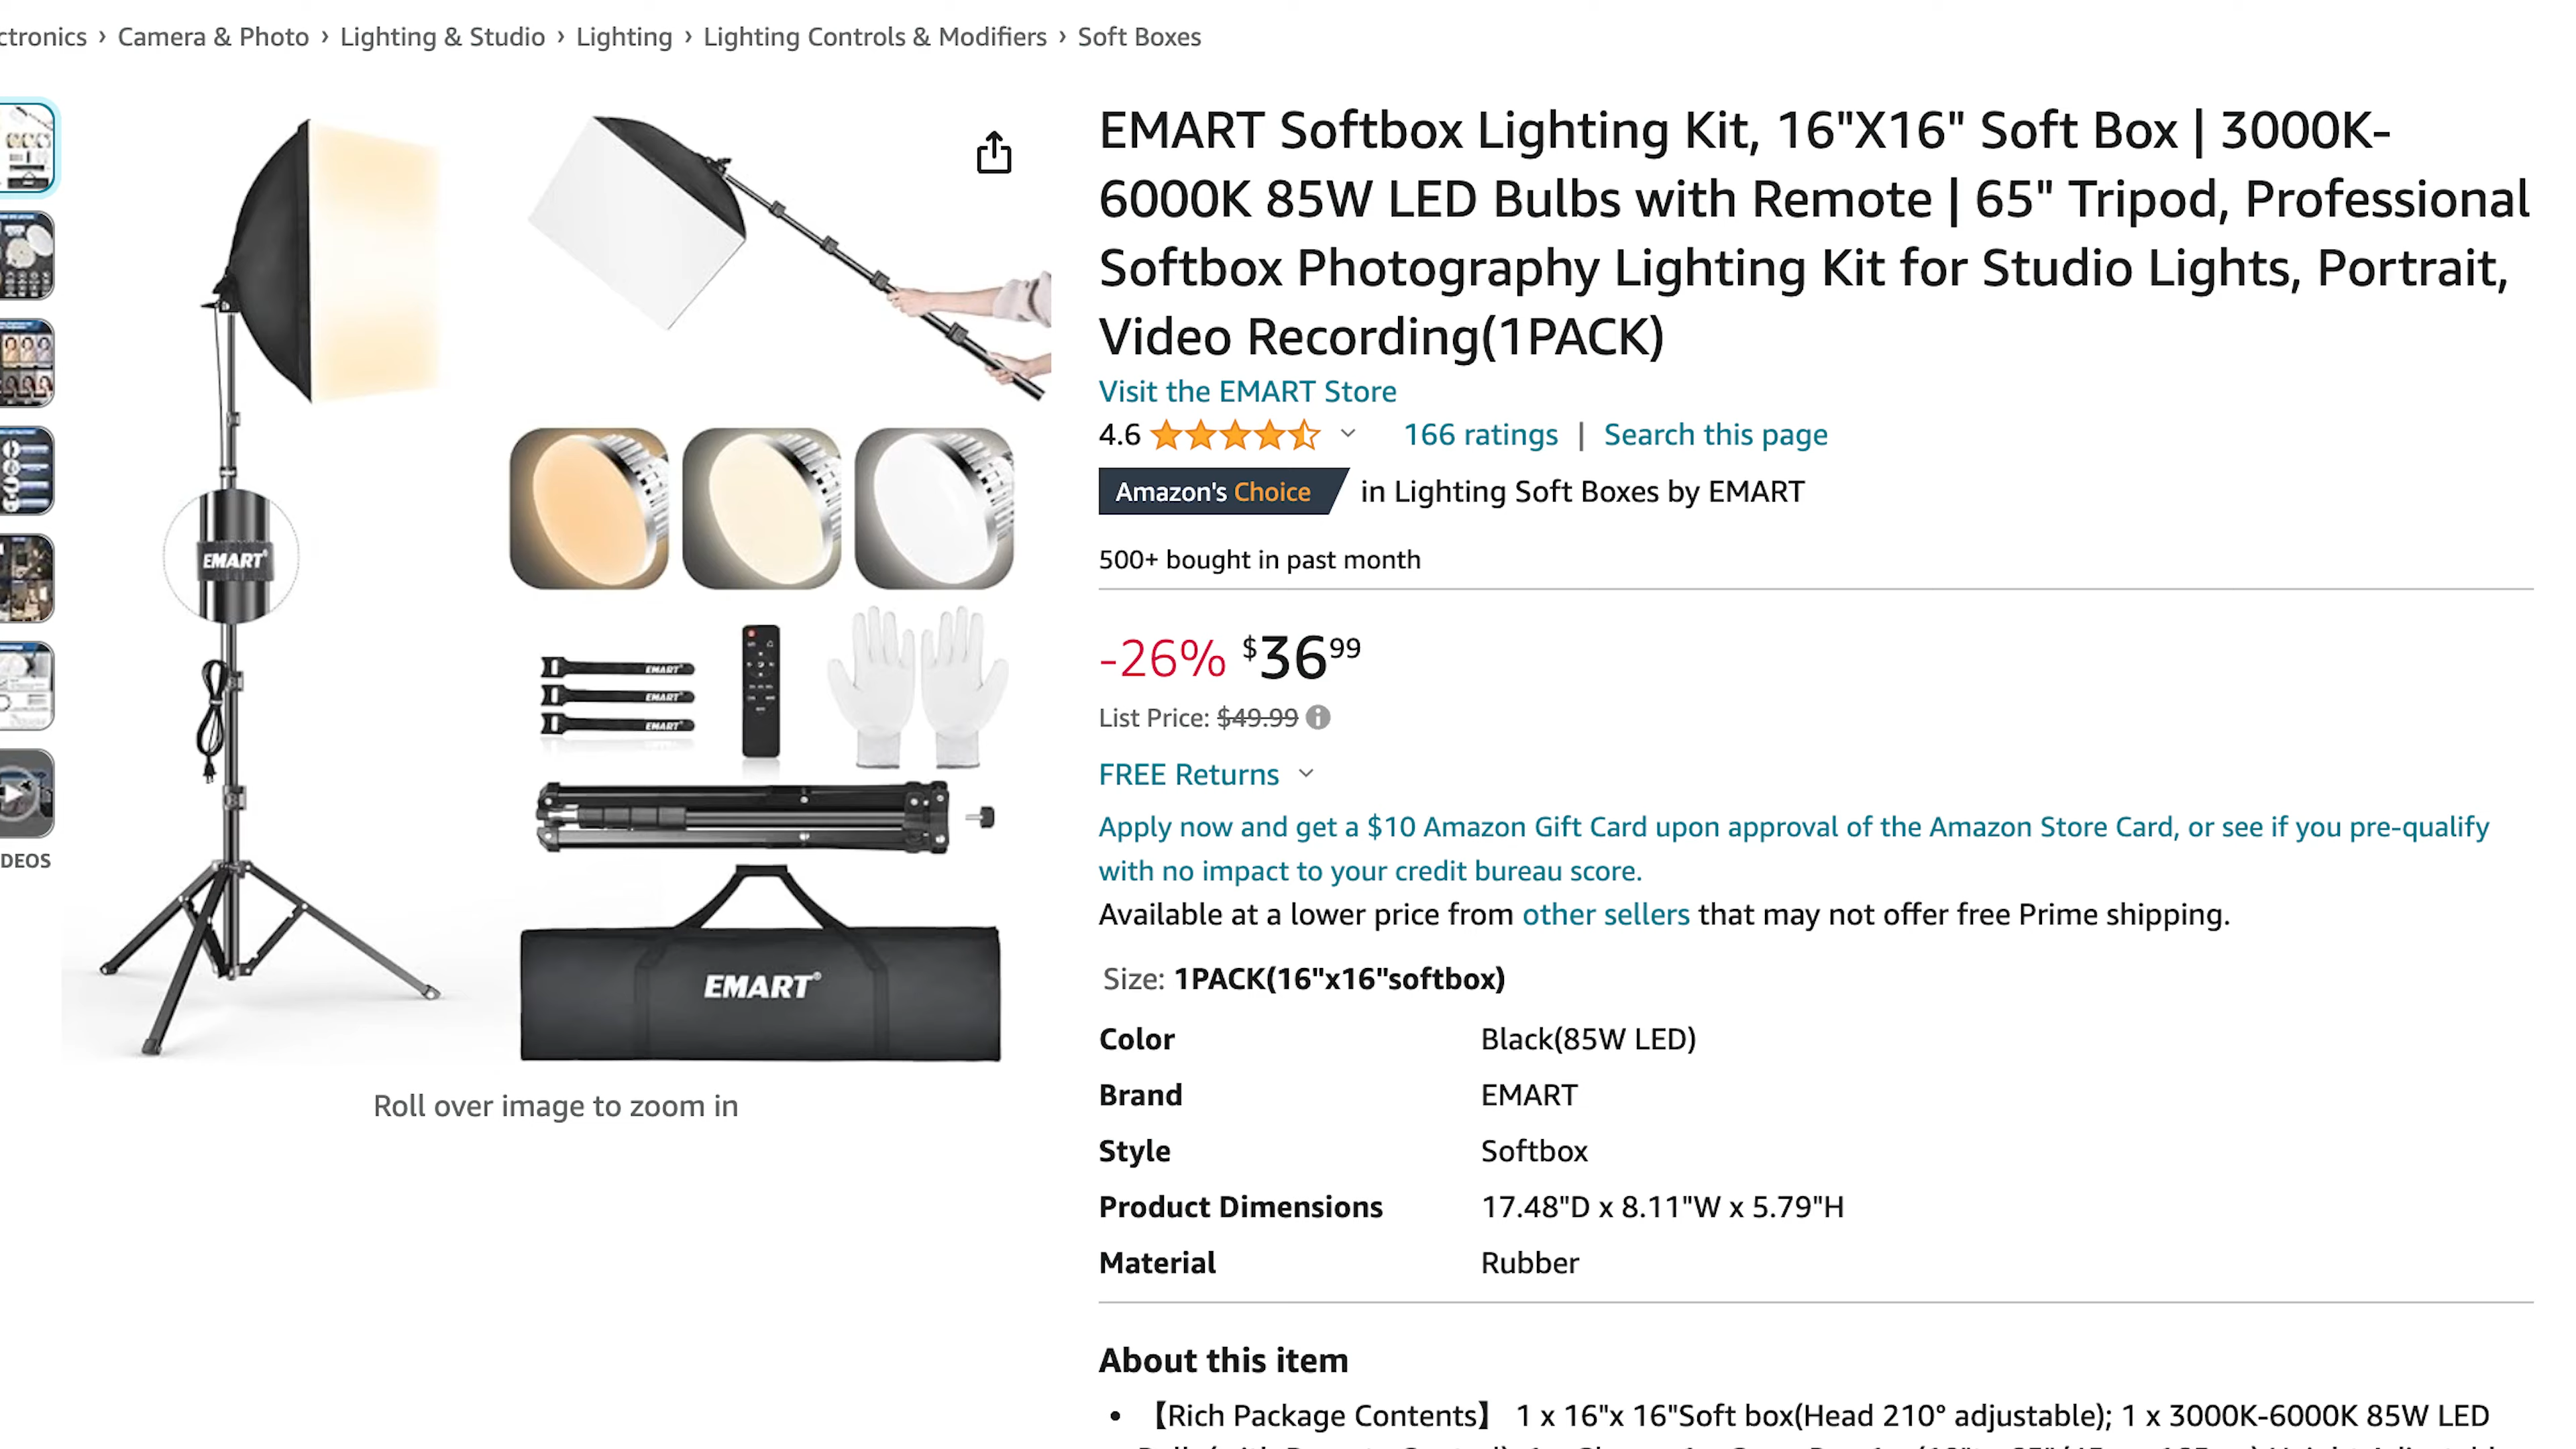 ctronics › Camera & Photo › Lighting & Studio › Lighting › Lighting Controls & Modifiers › Soft Boxes
EMART
EMART
EMART
EMART
EMART
DEOS
Roll over image to zoom in
EMART Softbox Lighting Kit, 16"X16" Soft Box | 3000K-
6000K 85W LED Bulbs with Remote | 65" Tripod, Professional
Softbox Photography Lighting Kit for Studio Lights, Portrait,
Video Recording(1PACK)
Visit the EMART Store
4.6 166 ratings | Search this page
Amazon's Choice in Lighting Soft Boxes by EMART
500+ bought in past month
-26% $36 99
List Price: $49.99
FREE Returns
Apply now and get a $10 Amazon Gift Card upon approval of the Amazon Store Card, or see if you pre-qualify
with no impact to your credit bureau score.
Available at a lower price from other sellers that may not offer free Prime shipping.
Size: 1PACK(16"x16"softbox)
Color Black(85W LED)
Brand EMART
Style Softbox
Product Dimensions 17.48"D x 8.11"W x 5.79"H
Material Rubber
About this item
• 【Rich Package Contents】 1 x 16"x 16"Soft box(Head 210° adjustable); 1 x 3000K-6000K 85W LED